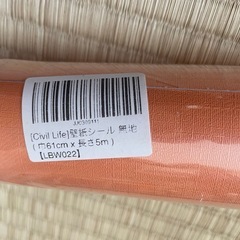 [Civil Life]壁紙シール 無地
( 巾61cm x 長さ5m )
【LBW022】